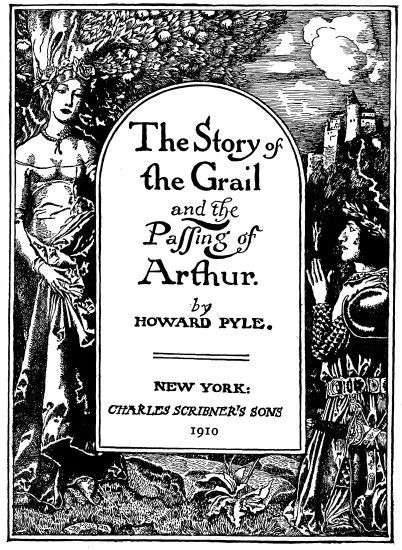 The Story of
the Grail
and the
Paſſing of
Arthur.
by
HOWARD PYLE.
NEW YORK:
CHARLES SCRIBNER'S SONS
1910